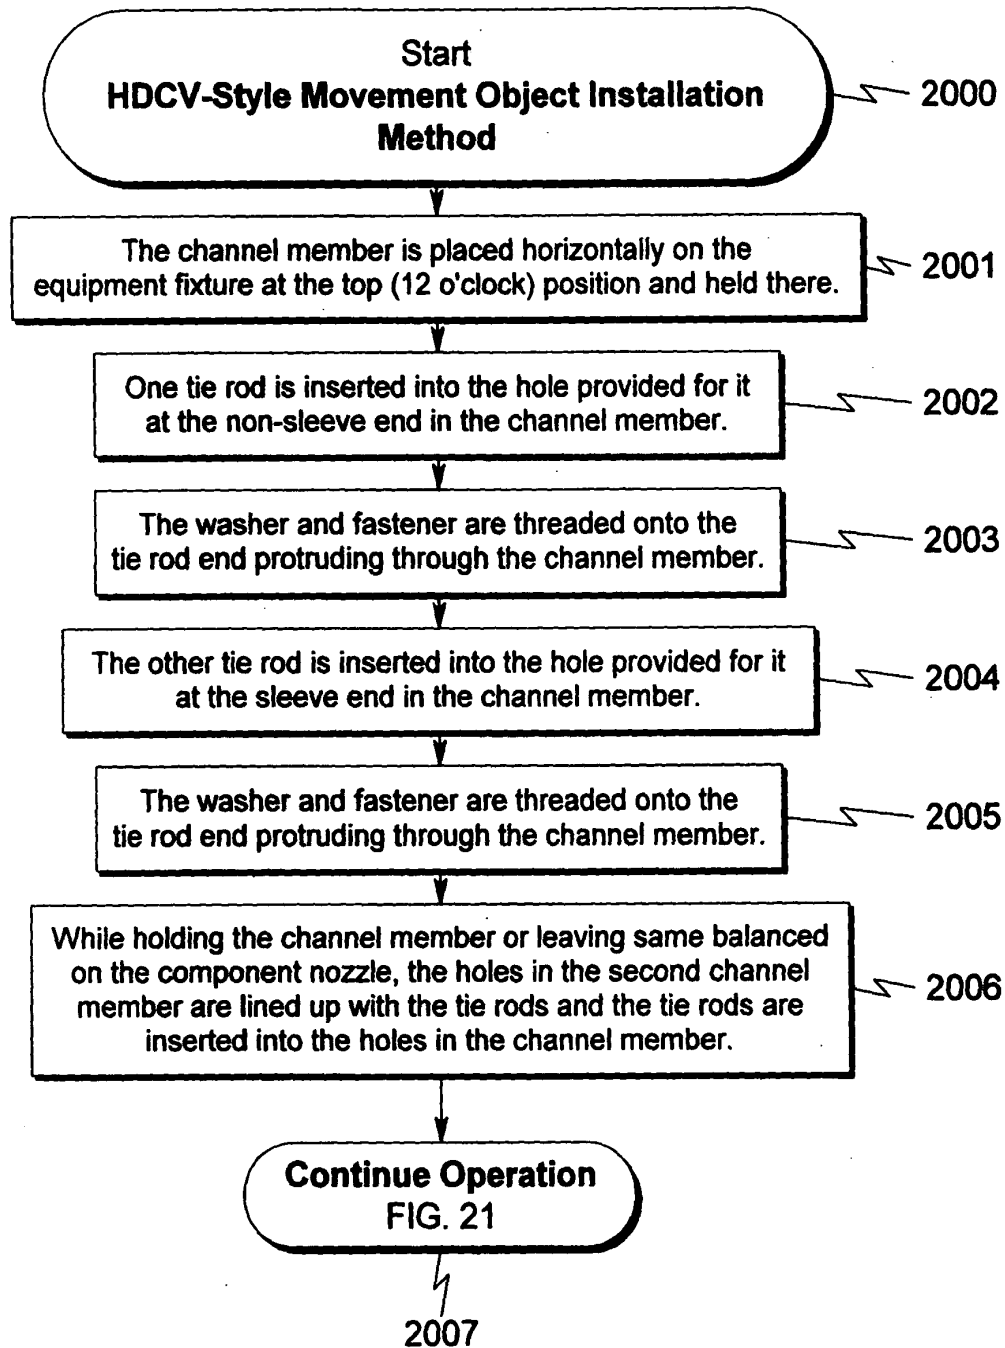 Start
HDCV-Style Movement Object Installation
Method
2000
The channel member is placed horizontally on the
equipment fixture at the top (12 o'clock) position and held there.
2001
One tie rod is inserted into the hole provided for it
at the non-sleeve end in the channel member.
2002
The washer and fastener are threaded onto the
tie rod end protruding through the channel member.
2003
The other tie rod is inserted into the hole provided for it
at the sleeve end in the channel member.
2004
The washer and fastener are threaded onto the
tie rod end protruding through the channel member.
2005
While holding the channel member or leaving same balanced
on the component nozzle, the holes in the second channel
member are lined up with the tie rods and the tie rods are
inserted into the holes in the channel member.
2006
Continue Operation
FIG. 21
2007